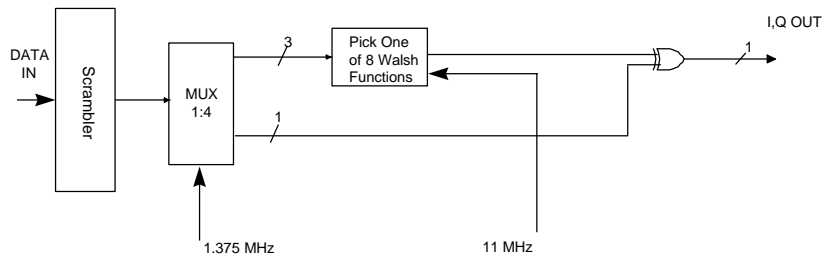 DATA
IN
Scrambler
MUX
1:4
3
1
Pick One
of 8 Walsh
Functions
I,Q OUT
1
1.375 MHz
11 MHz